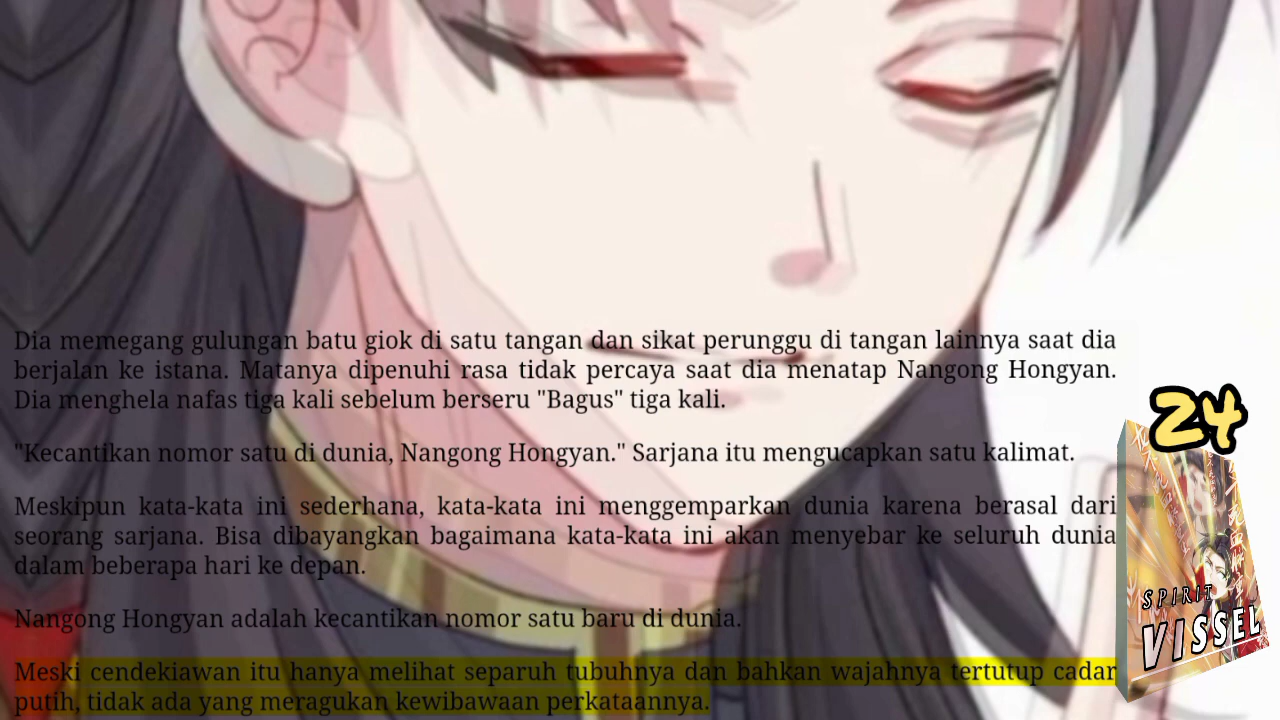 Dia memegang gulungan batu giok di satu tangan dan sikat perunggu di tangan lainnya saat dia
berjalan ke istana. Matanya dipenuhi rasa tidak percaya saat dia menatap Nangong Hongyan.
Dia menghela nafas tiga kali sebelum berseru "Bagus" tiga kali.
"Kecantikan nomor satu di dunia, Nangong Hongyan." Sarjana itu mengucapkan satu kalimat.
Meskipun kata-kata ini sederhana, kata-kata ini menggemparkan dunia karena berasal dari
seorang sarjana. Bisa dibayangkan bagaimana kata-kata ini akan menyebar ke seluruh dunia
dalam beberapa hari ke depan.
Nangong Hongyan adalah kecantikan nomor satu baru di dunia.
Meski cendekiawan itu hanya melihat separuh tubuhnya dan bahkan wajahnya tertutup cadar
putih, tidak ada yang meragukan kewibawaan perkataannya.
24
SPIRIT
VISSEL